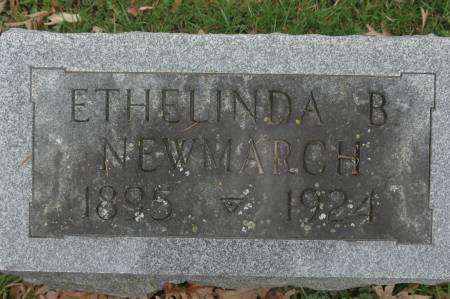 ETHELINDA B.
NEWMARCH
1895 1924